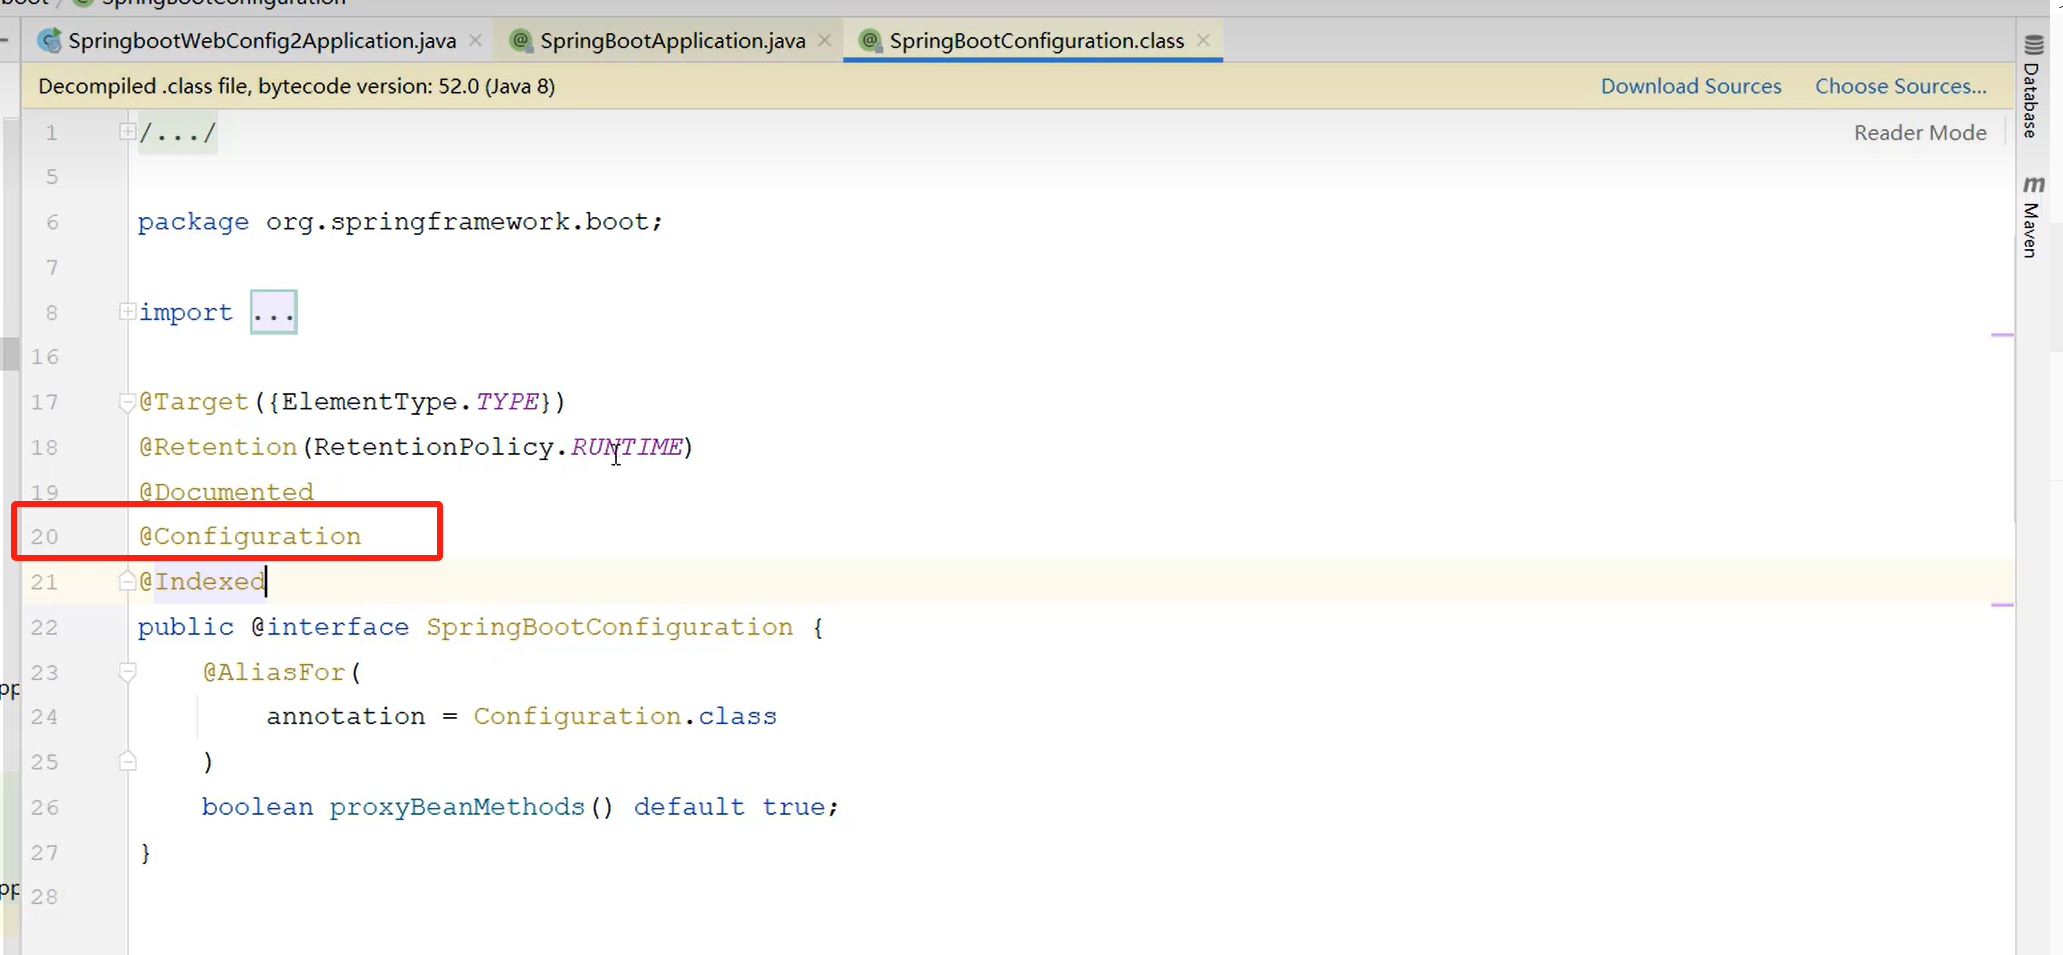 SpringBootConfiguration
SpringbootWebConfig2Application.java
SpringBootApplication.java
SpringBootConfiguration.class
Decompiled .class file, bytecode version: 52.0 (Java 8)
Download Sources
Choose Sources...
Reader Mode
1 /.../
5
6 package org.springframework.boot;
7
8 import ...
16
17 @Target({ElementType.TYPE})
18 @Retention(RetentionPolicy.RUNTIME)
19 @Documented
20 @Configuration
21 @Indexed
22 public @interface SpringBootConfiguration {
23 @AliasFor(
24 annotation = Configuration.class
25 )
26 boolean proxyBeanMethods() default true;
27 }
28
Database
m Maven